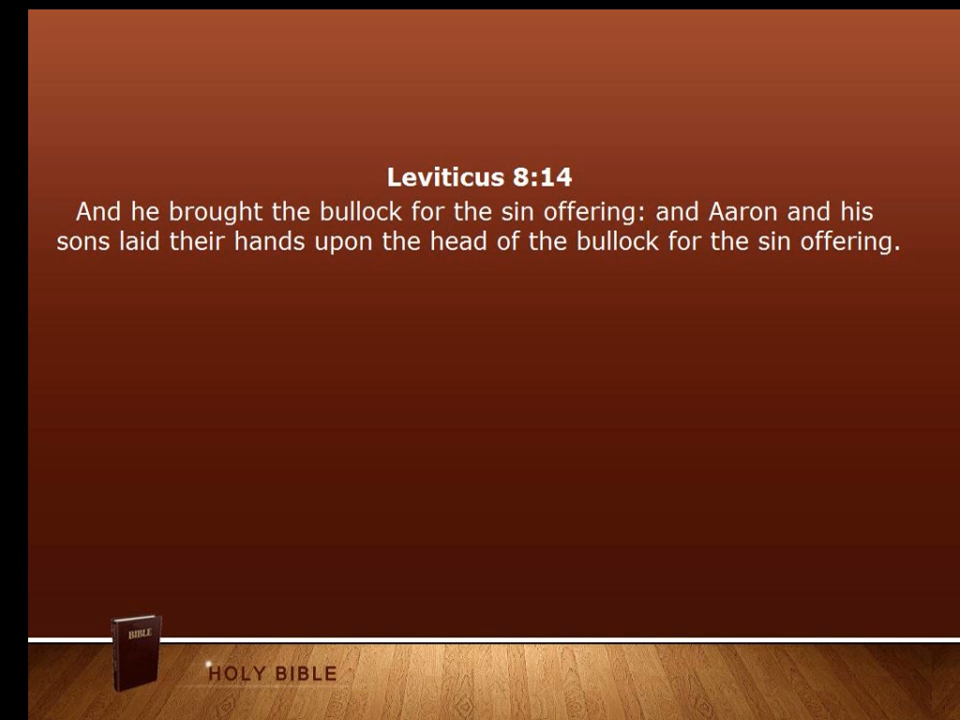 Leviticus 8:14
And he brought the bullock for the sin offering: and Aaron and his
sons laid their hands upon the head of the bullock for the sin offering.
BIBLE
HOLY BIBLE